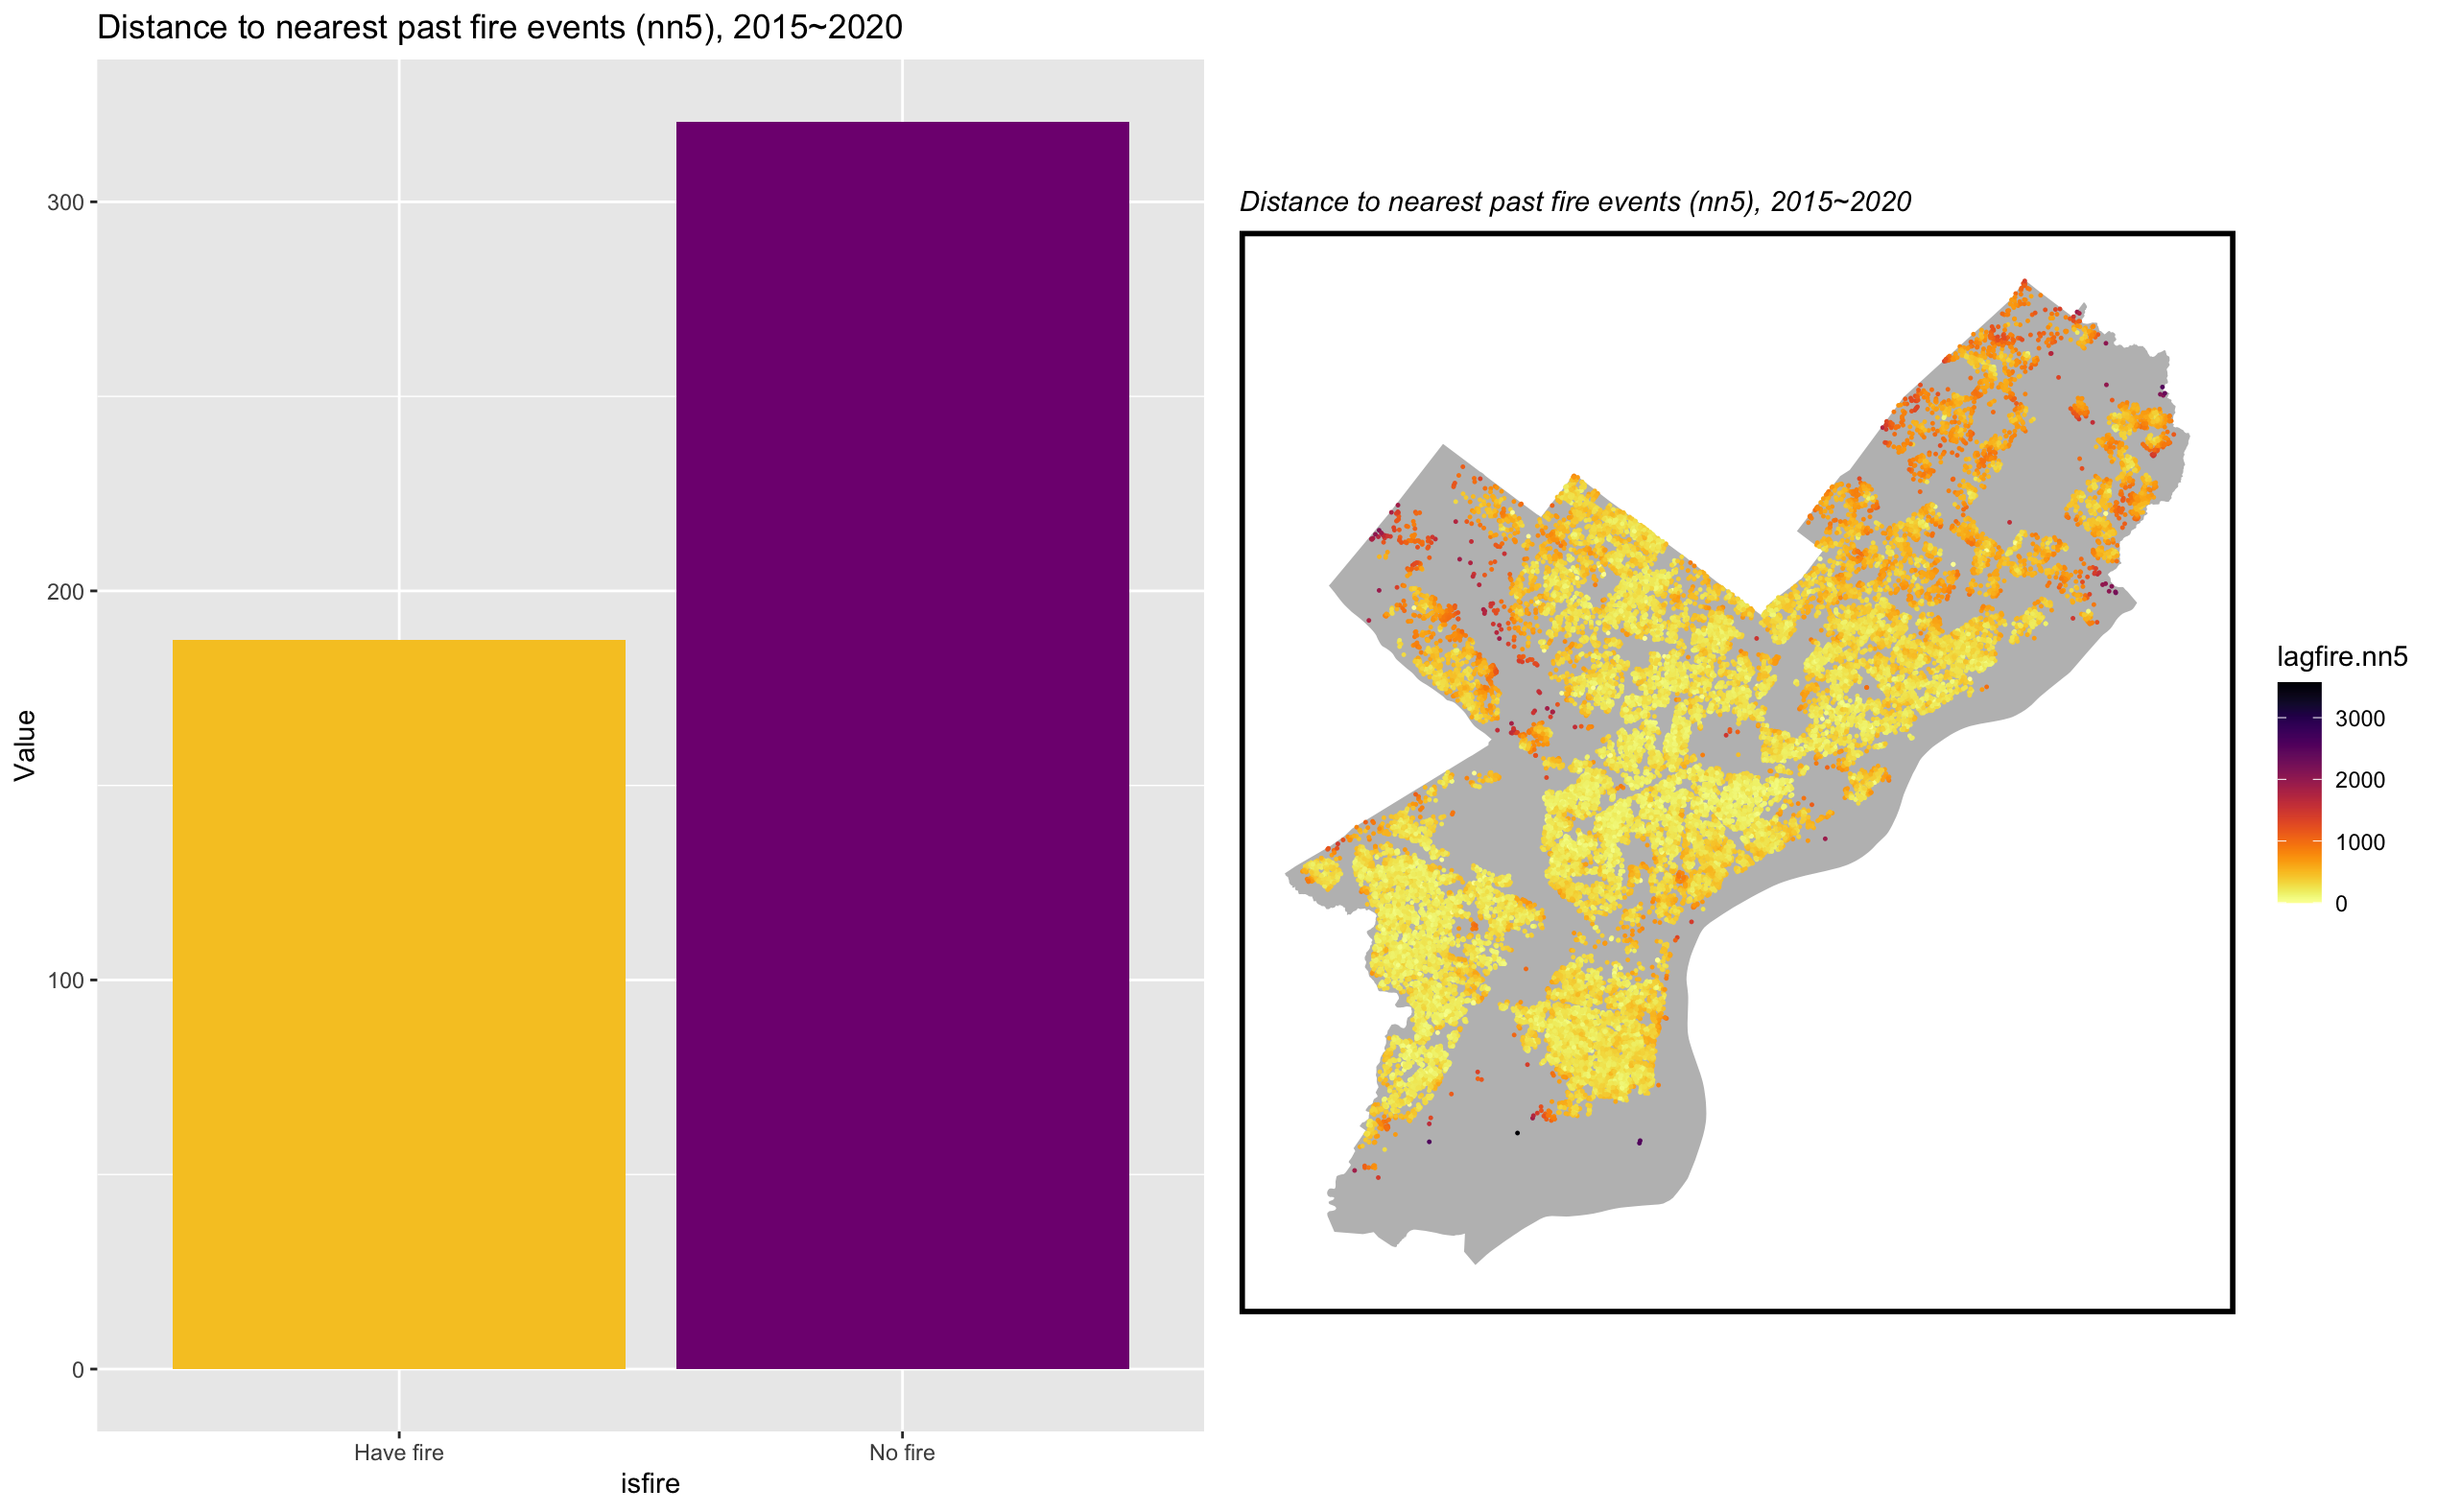 Distance to nearest past fire events (nn5), 2015~2020
Value
300
200
100
0
Have fire
No fire
isfire
Distance to nearest past fire events (nn5), 2015~2020
lagfire.nn5
3000
2000
1000
0